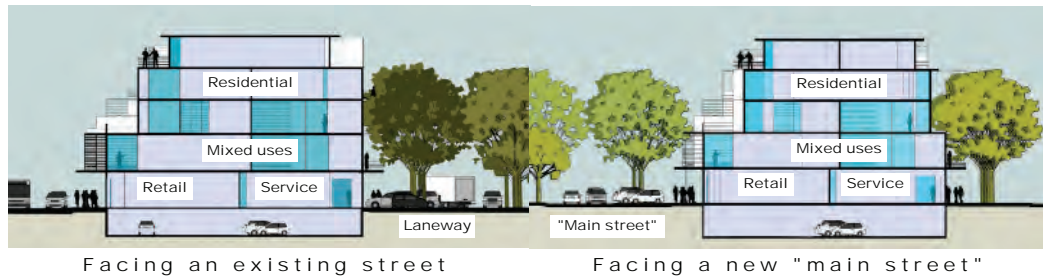 Residential
Mixed uses
Retail
Service
Laneway
Facing an existing street
Residential
Mixed uses
Retail
Service
"Main street"
Facing a new "main street"